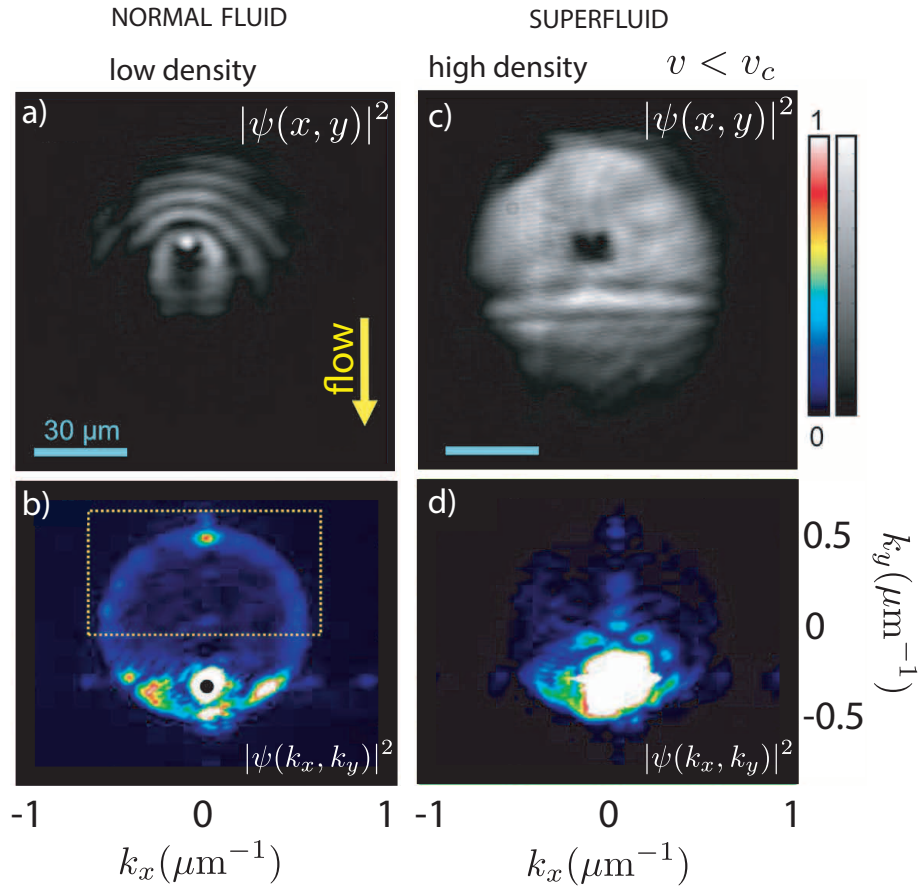 NORMAL FLUID
SUPERFLUID
low density
high density
v < v_c
a)
|ψ(x, y)|²
c)
|ψ(x, y)|²
1
flow
30 µm
0
b)
d)
0.5
0
-0.5
k_y(µm⁻¹)
|ψ(k_x, k_y)|²
|ψ(k_x, k_y)|²
-1
0
1
-1
0
1
k_x(µm⁻¹)
k_x(µm⁻¹)